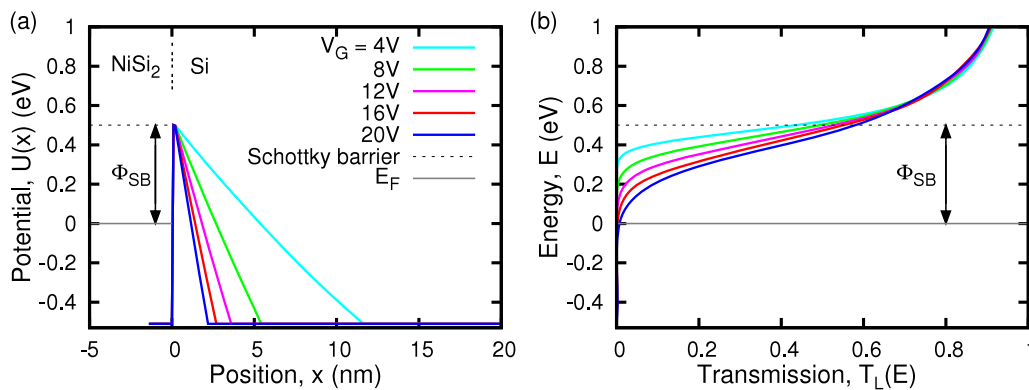 (a)
Potential, U(x) (eV)
1
0.8
0.6
0.4
0.2
0
-0.2
-0.4
NiSi2
Si
VG = 4V
8V
12V
16V
20V
Schottky barrier
EF
ΦSB
-5
0
5
10
15
20
Position, x (nm)
(b)
Energy, E (eV)
1
0.8
0.6
0.4
0.2
0
-0.2
-0.4
ΦSB
0
0.2
0.4
0.6
0.8
1
Transmission, TL(E)